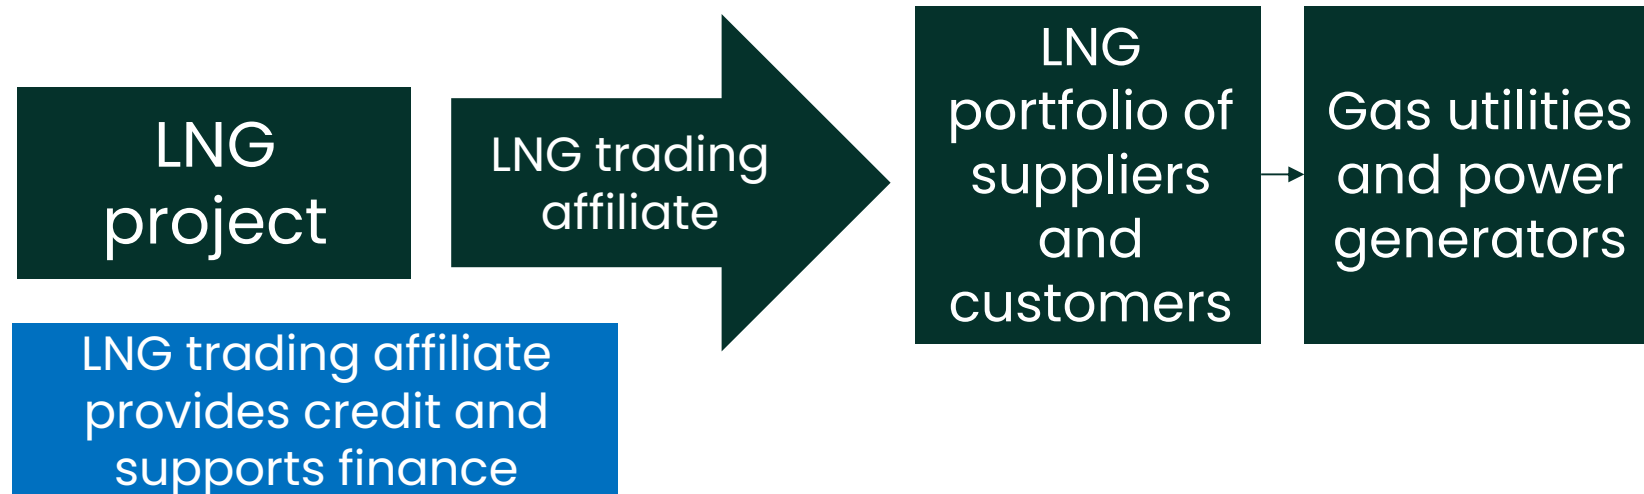 LNG
project
LNG trading
affiliate
LNG
portfolio of
suppliers
and
customers
Gas utilities
and power
generators
LNG trading affiliate
provides credit and
supports finance